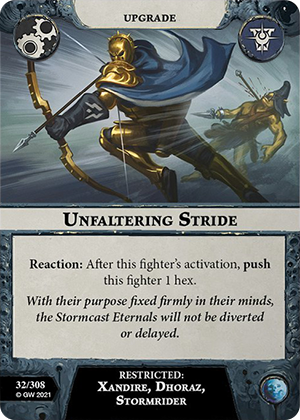 UPGRADE
UNFALTERING STRIDE
Reaction: After this fighter's activation, push
this fighter 1 hex.
With their purpose fixed firmly in their minds,
the Stormcast Eternals will not be diverted
or delayed.
32/308
© GW 2021
RESTRICTED:
XANDIRE, DHORAZ,
STORMRIDER